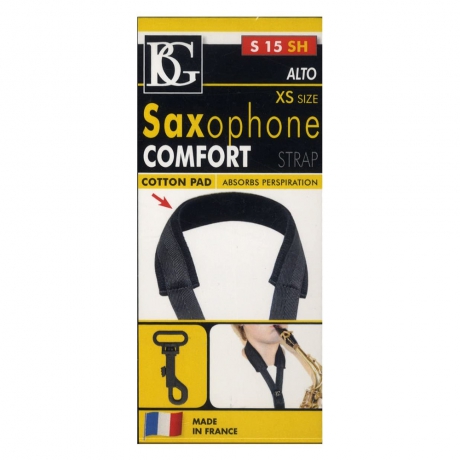 BG
S 15 SH
ALTO
XS SIZE
Saxophone
COMFORT STRAP
COTTON PAD ABSORBS PERSPIRATION
MADE
IN FRANCE